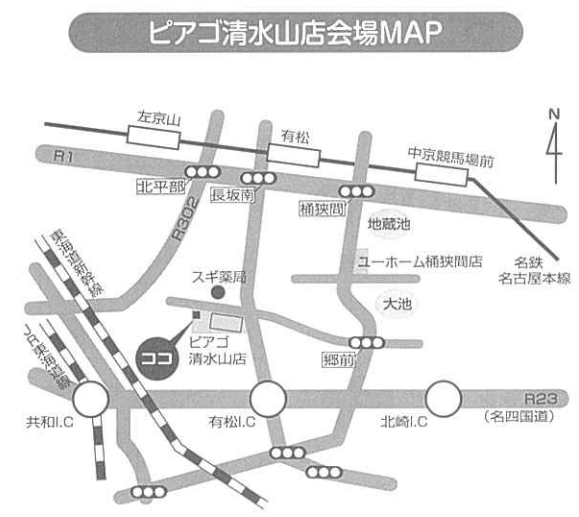 ピアゴ清水山店会場MAP
左京山
有松
中京競馬場前
N
R1
北平部
長坂南
桶狭間
地蔵池
R302
東海道新幹線
ユーホーム桶狭間店
名鉄
名古屋本線
スギ薬局
大池
ココ
ピアゴ
清水山店
郷前
JR東海道線
共和I.C
有松I.C
北崎I.C
R23
(名四国道)